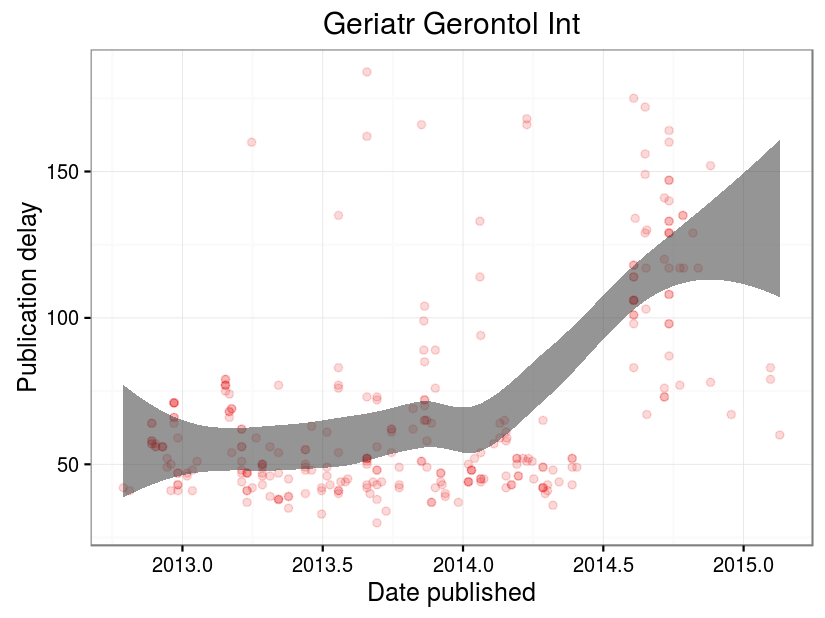 Geriatr Gerontol Int
Publication delay
150
100
50
2013.0 2013.5 2014.0 2014.5 2015.0
Date published